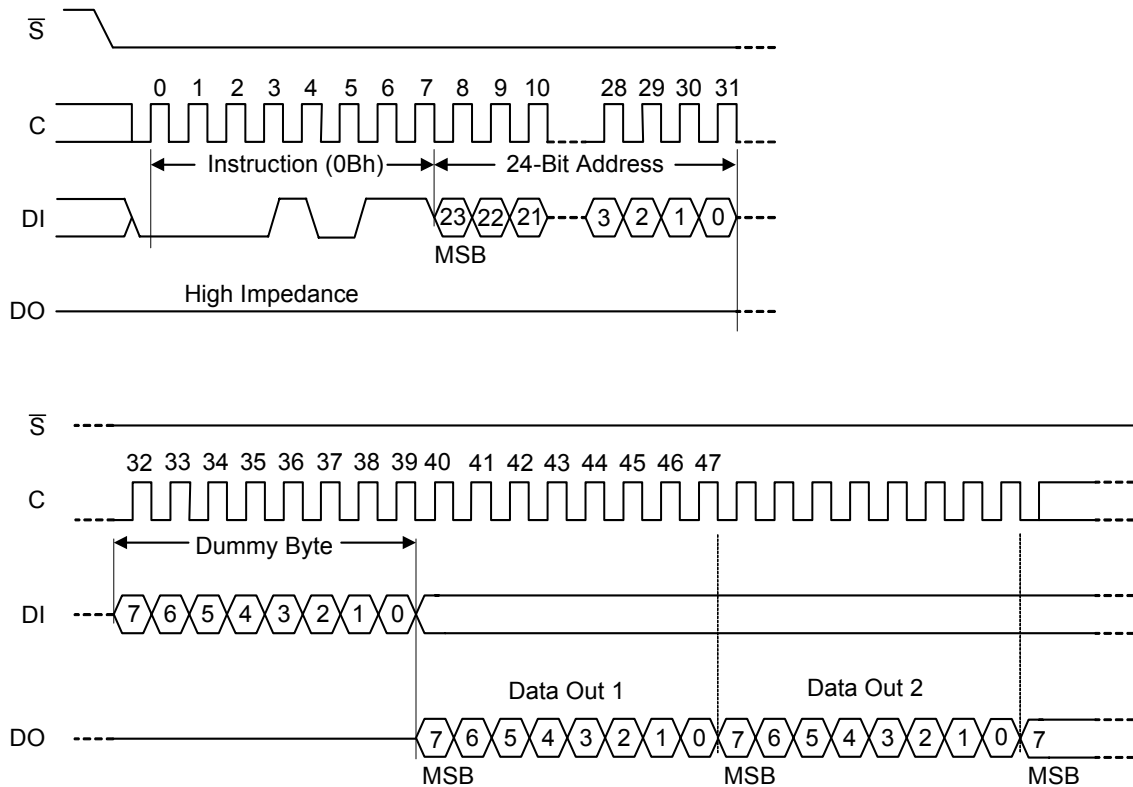 S̅
0 1 2 3 4 5 6 7 8 9 10 28 29 30 31
C
Instruction (0Bh) 24-Bit Address
DI 23 22 21 3 2 1 0
MSB
High Impedance
DO
S̅
32 33 34 35 36 37 38 39 40 41 42 43 44 45 46 47
C
Dummy Byte
DI 7 6 5 4 3 2 1 0
Data Out 1 Data Out 2
DO 7 6 5 4 3 2 1 0 7 6 5 4 3 2 1 0 7
MSB MSB MSB